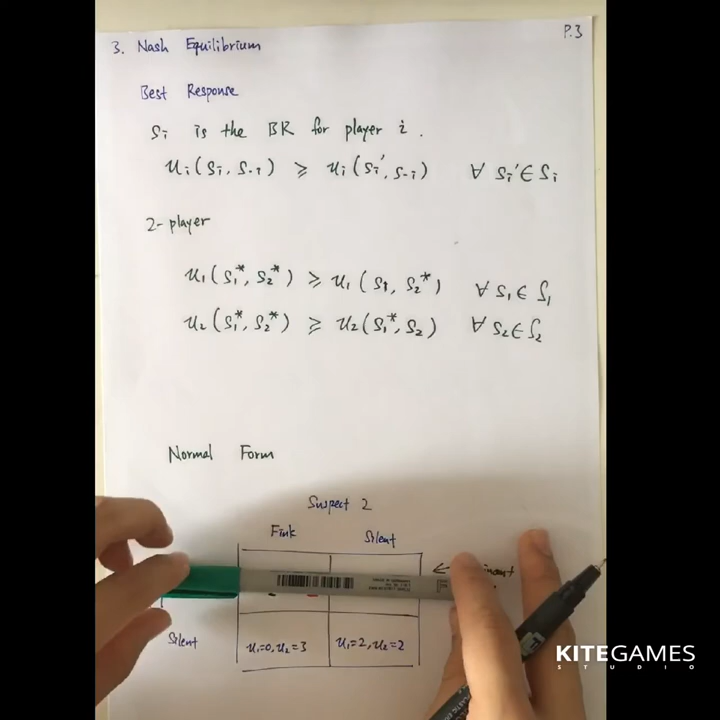 P.3
3. Nash Equilibrium
Best Response
Si is the BR for player i.
Ui(Si, S-i) ⩾ Ui(Si', S-i) ∀ Si' ∈ Si
2-player
U1(S1*, S2*) ⩾ U1(S1, S2*) ∀ S1 ∈ S1
U2(S1*, S2*) ⩾ U2(S1*, S2) ∀ S2 ∈ S2
Normal Form
Suspect 2
Fink Silent
Silent U1=0, U2=3 U1=2, U2=2
KITEGAMES
STUDIO